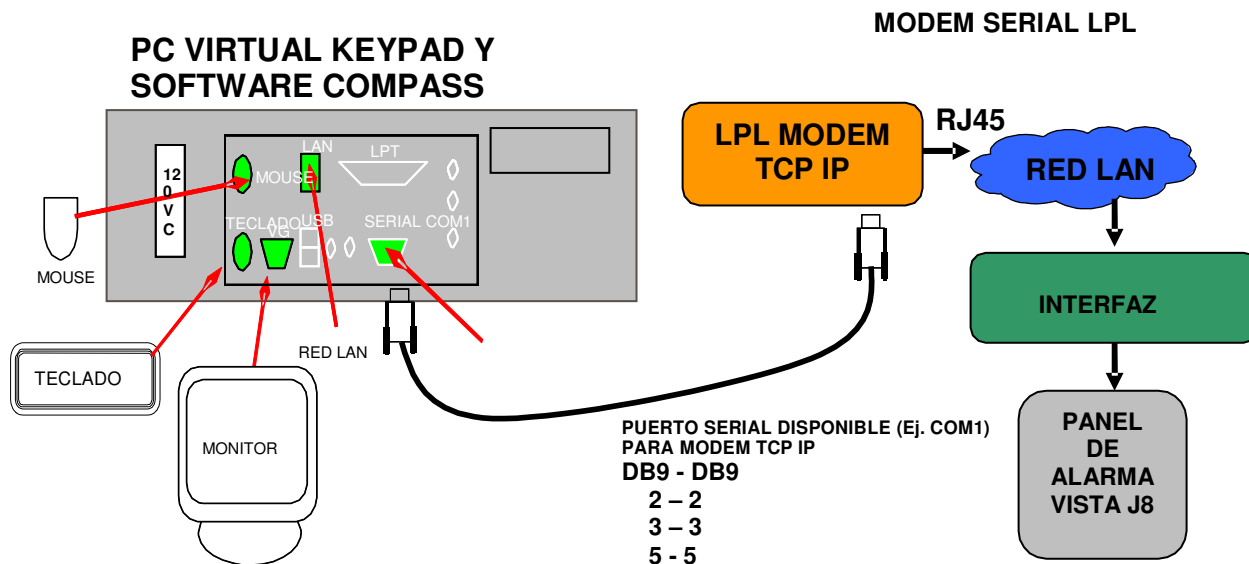 MODEM SERIAL LPL
PC VIRTUAL KEYPAD Y
SOFTWARE COMPASS
12
0
V
C
LAN
LPT
MOUSE
TECLADO
USB
VG
SERIAL COM1
MOUSE
TECLADO
MONITOR
RED LAN
LPL MODEM
TCP IP
RJ45
RED LAN
INTERFAZ
PANEL
DE
ALARMA
VISTA J8
PUERTO SERIAL DISPONIBLE (Ej. COM1)
PARA MODEM TCP IP
DB9 - DB9
2 – 2
3 – 3
5 - 5